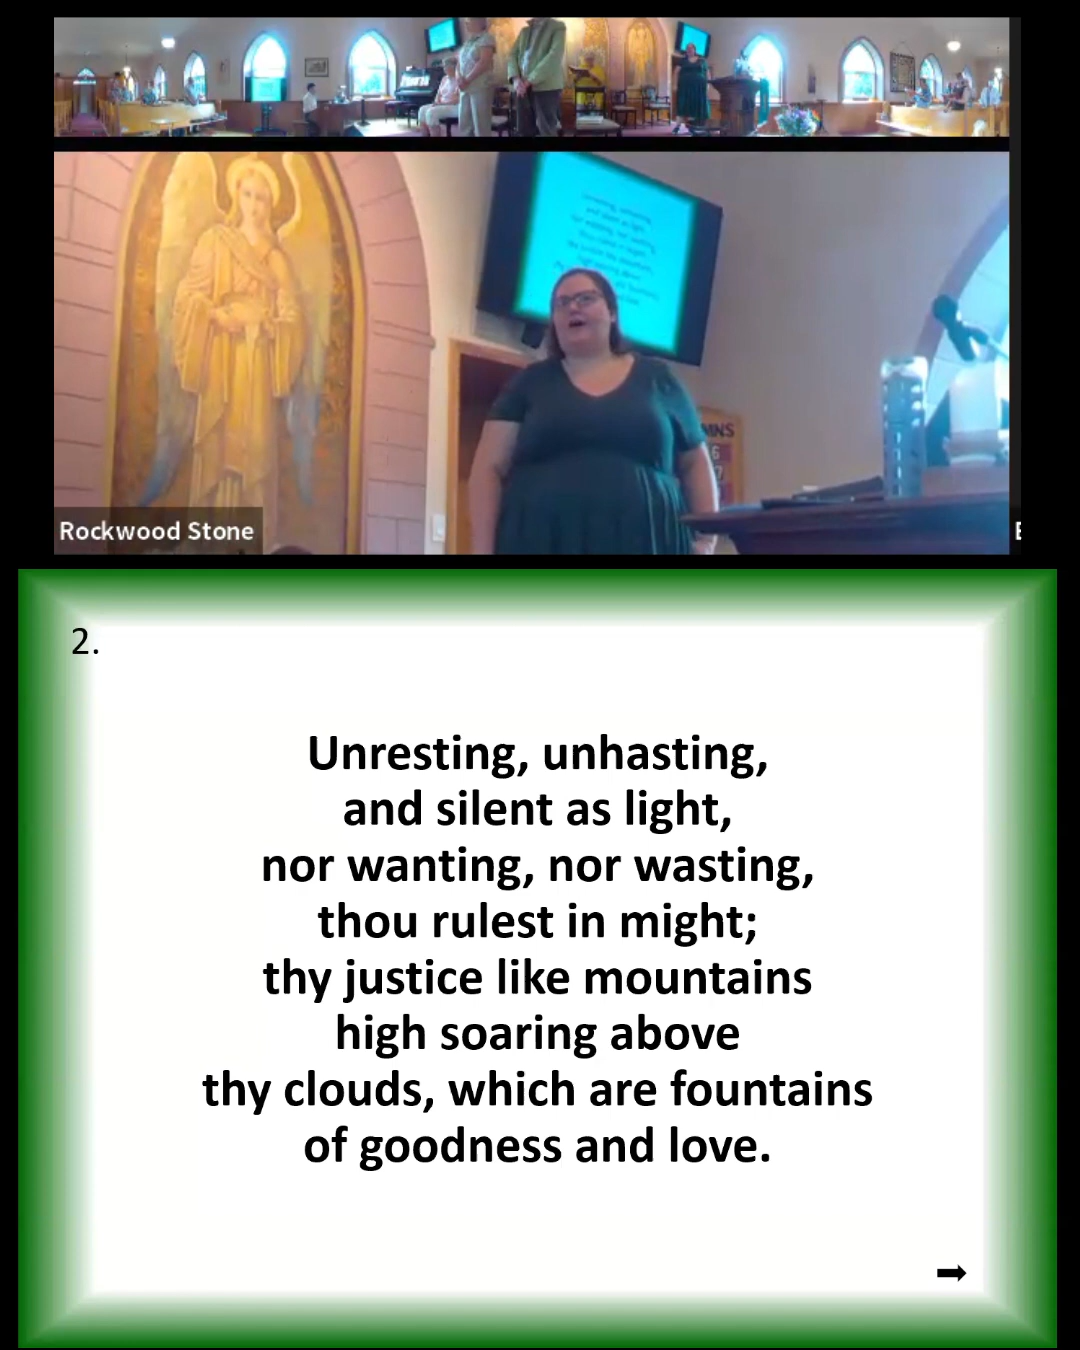 Rockwood Stone
2.
Unresting, unhasting,
and silent as light,
nor wanting, nor wasting,
thou rulest in might;
thy justice like mountains
high soaring above
thy clouds, which are fountains
of goodness and love.